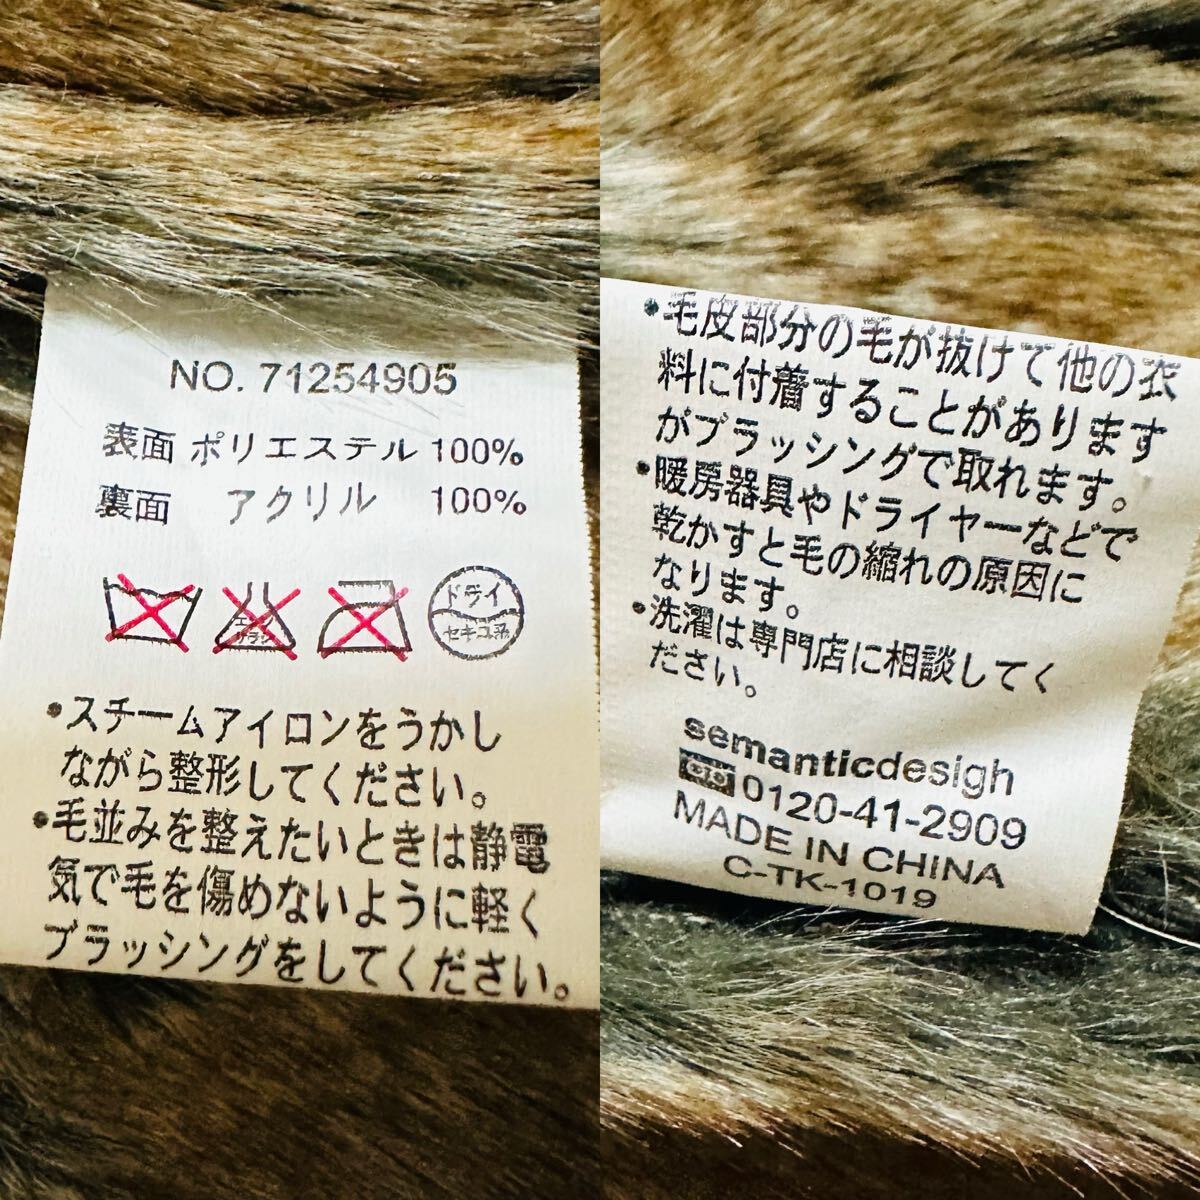 NO. 71254905
表面 ポリエステル 100%
裏面 アクリル 100%
エンソ
サラシ
ドライ
セキユ系
・スチームアイロンをうかし
ながら整形してください。
・毛並みを整えたいときは静電
気で毛を傷めないように軽く
ブラッシングをしてください。
・毛皮部分の毛が抜けて他の衣
料に付着することがあります
がブラッシングで取れます。
・暖房器具やドライヤーなどで
乾かすと毛の縮れの原因に
なります。
・洗濯は専門店に相談してく
ださい。
semanticdesigh
0120-41-2909
MADE IN CHINA
C-TK-1019